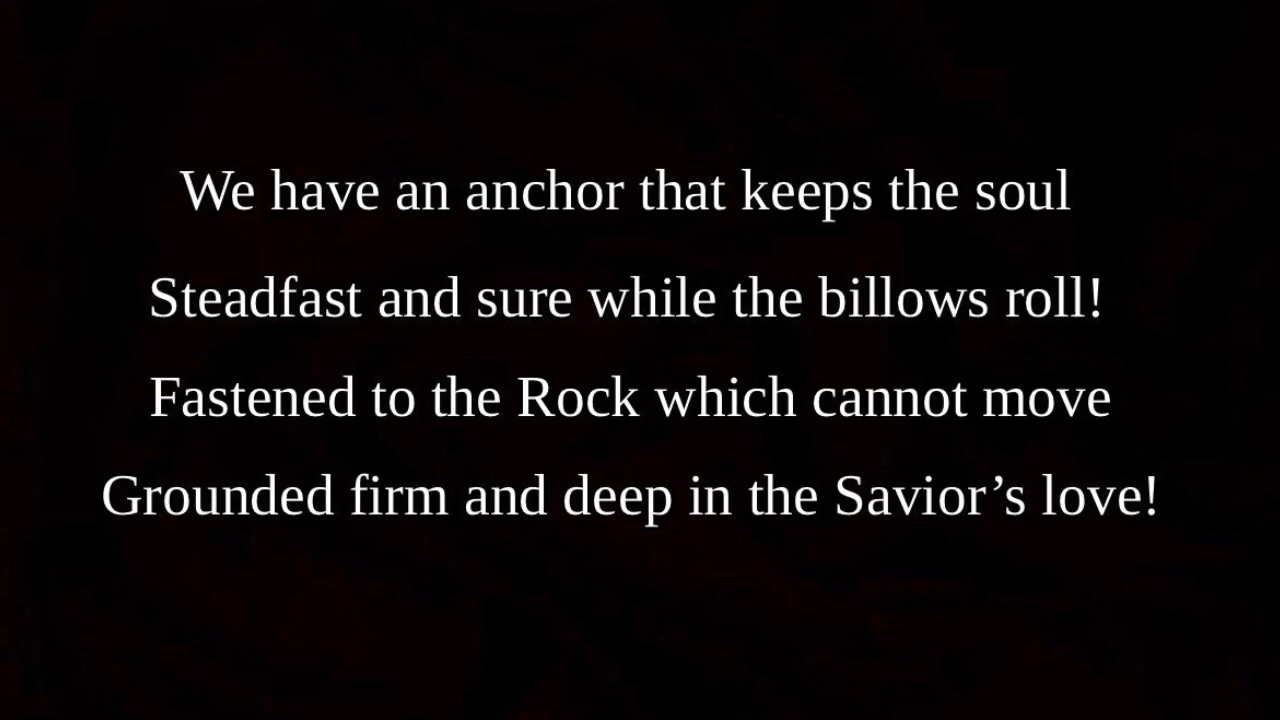 We have an anchor that keeps the soul
Steadfast and sure while the billows roll!
Fastened to the Rock which cannot move
Grounded firm and deep in the Savior’s love!